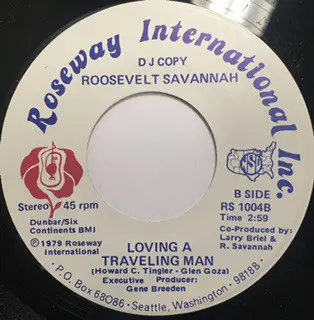 Roseway International Inc.
DJ COPY
ROOSEVELT SAVANNAH
Stereo 45 rpm
Dunbar/Six
Continents BMI
℗ 1979 Roseway
International
B SIDE
RS 1004B
Time 2:59
Co-Produced by:
Larry Briel &
R. Savannah
LOVING A
TRAVELING MAN
(Howard C. Tingler - Glen Goza)
Executive Producer:
Gene Breeden
• P.O. Box 68086 • Seattle, Washington • 98188 •